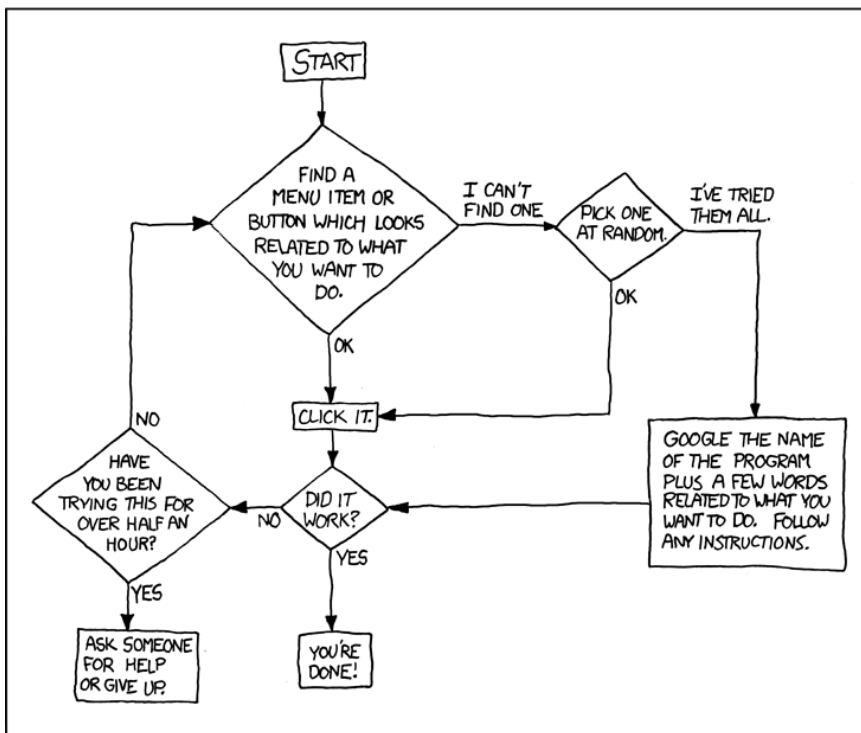 START
FIND A
MENU ITEM OR
BUTTON WHICH LOOKS
RELATED TO WHAT
YOU WANT TO
DO.
I CAN'T
FIND ONE
PICK ONE
AT RANDOM.
I'VE TRIED
THEM ALL.
OK
OK
CLICK IT.
NO
HAVE
YOU BEEN
TRYING THIS FOR
OVER HALF AN
HOUR?
NO
DID IT
WORK?
GOOGLE THE NAME
OF THE PROGRAM
PLUS A FEW WORDS
RELATED TO WHAT YOU
WANT TO DO. FOLLOW
ANY INSTRUCTIONS.
YES
YES
ASK SOMEONE
FOR HELP
OR GIVE UP.
YOU'RE
DONE!